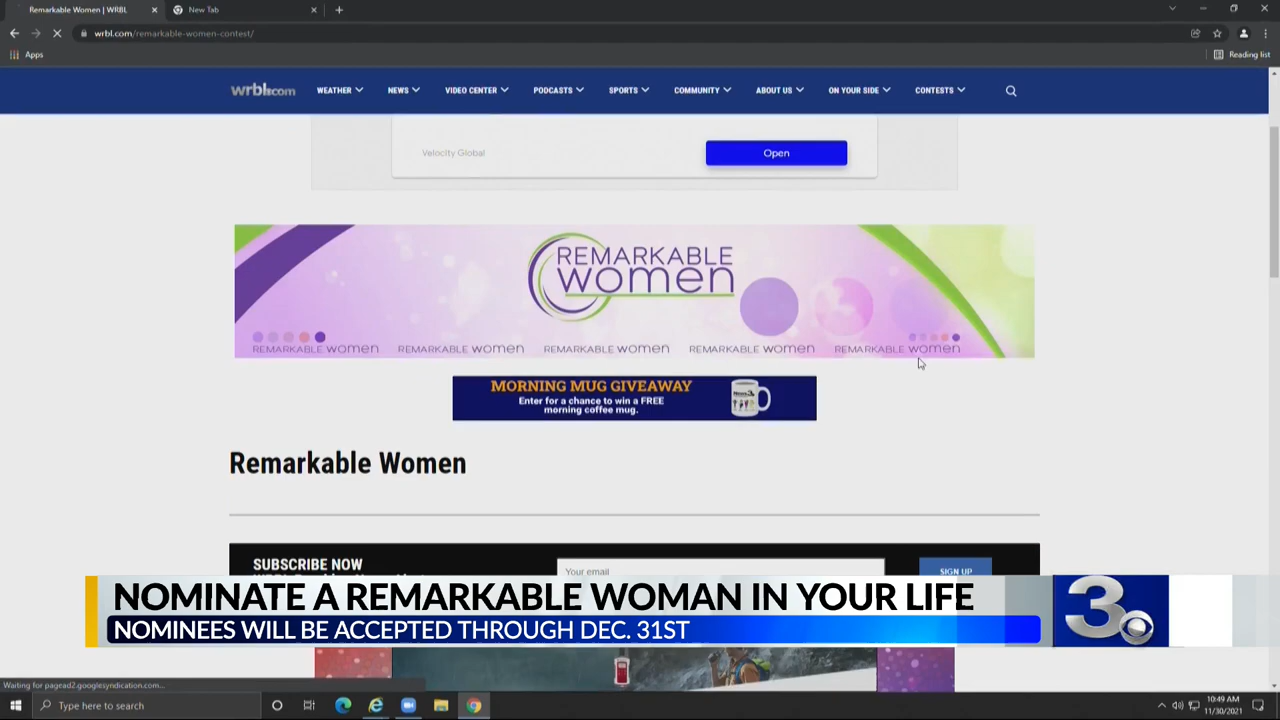 Remarkable Women | WRBL
New Tab
wrbl.com/remarkable-women-contest/
Apps
Reading list
wrbl.com
WEATHER
NEWS
VIDEO CENTER
PODCASTS
SPORTS
COMMUNITY
ABOUT US
ON YOUR SIDE
CONTESTS
Velocity Global
Open
REMARKABLE
women
REMARKABLE women
REMARKABLE women
REMARKABLE women
REMARKABLE women
REMARKABLE women
MORNING MUG GIVEAWAY
Enter for a chance to win a FREE
morning coffee mug.
Remarkable Women
SUBSCRIBE NOW
Your email
SIGN UP
NOMINATE A REMARKABLE WOMAN IN YOUR LIFE
NOMINEES WILL BE ACCEPTED THROUGH DEC. 31ST
3
Waiting for pagead2.googlesyndication.com...
Type here to search
10:49 AM
11/30/2021